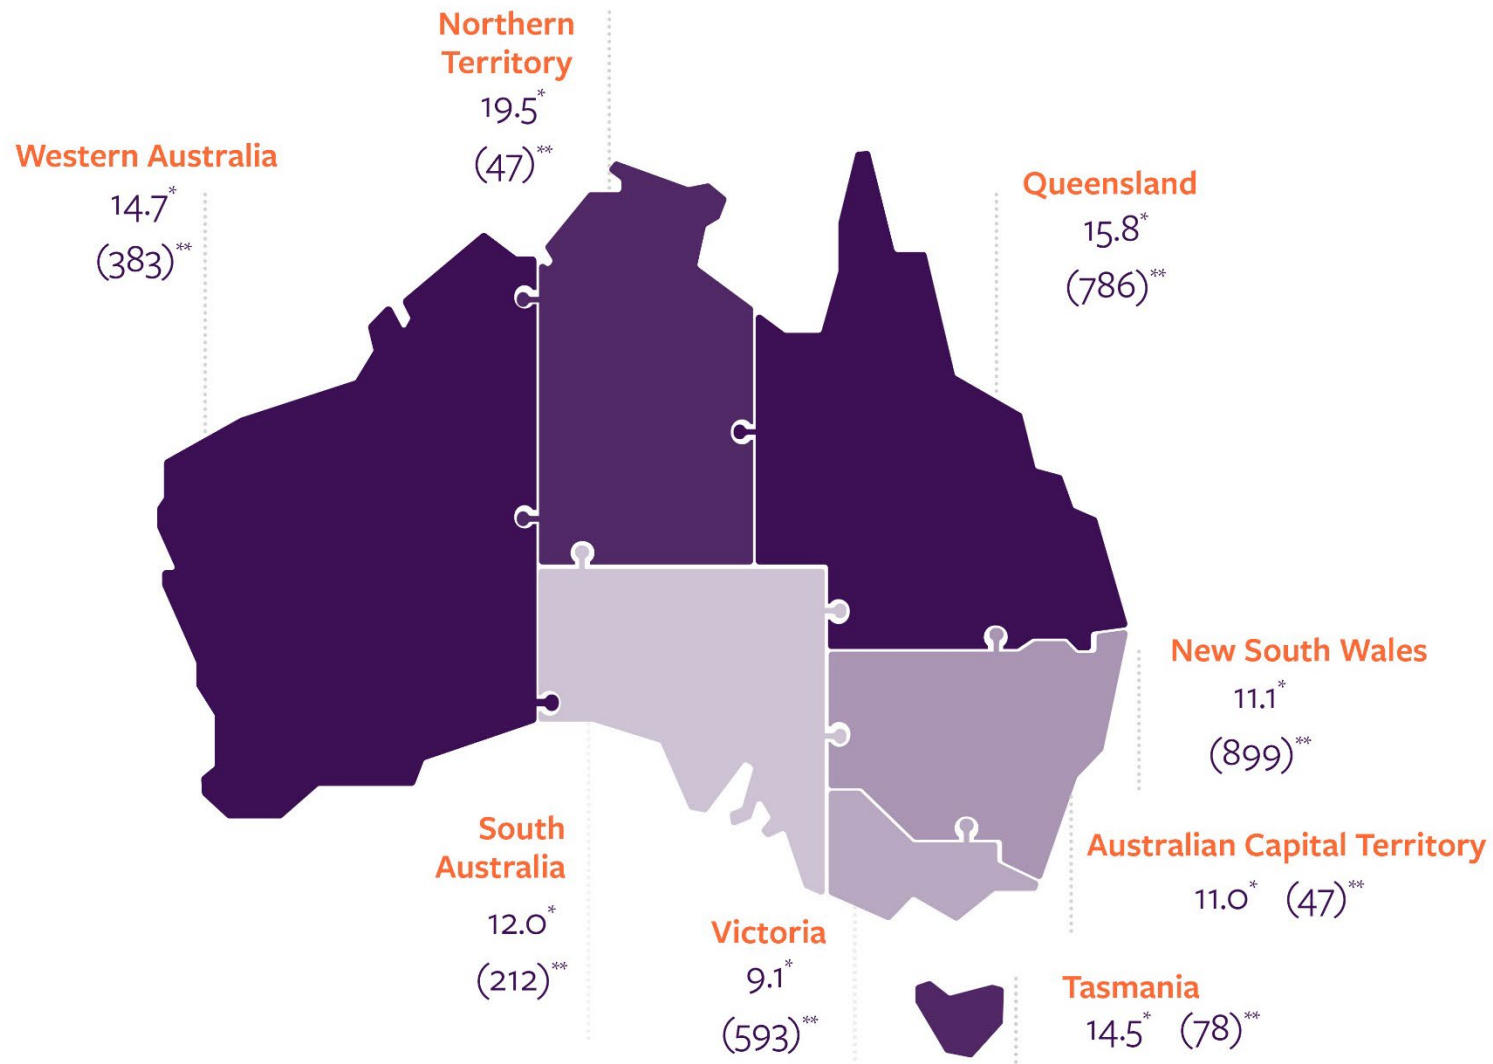 Northern
Territory
19.5*
(47)**
Western Australia
14.7*
(383)**
Queensland
15.8*
(786)**
New South Wales
11.1*
(899)**
South
Australia
12.0*
(212)**
Australian Capital Territory
11.0* (47)**
Victoria
9.1*
(593)**
Tasmania
14.5* (78)**